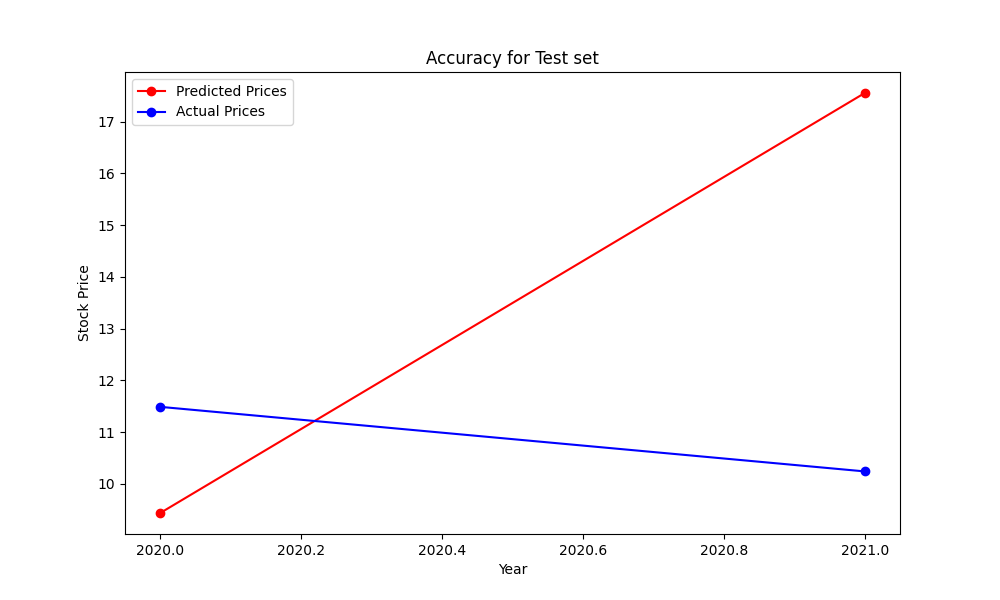 Accuracy for Test set
Predicted Prices
Actual Prices
17
16
15
14
13
12
11
10
Stock Price
2020.0 2020.2 2020.4 2020.6 2020.8 2021.0
Year